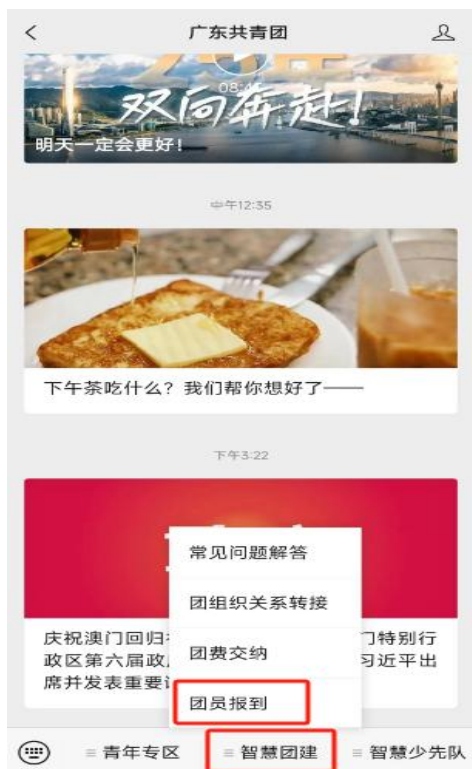 广东共青团
08:4
双向奔赴!
明天一定会更好!
中午12:35
下午茶吃什么？我们帮你想好了——
下午3:22
常见问题解答
团组织关系转接
团费交纳
团员报到
庆祝澳门回归
门特别行
政区第六届政
习近平出
席并发表重要
青年专区
智慧团建
智慧少先队